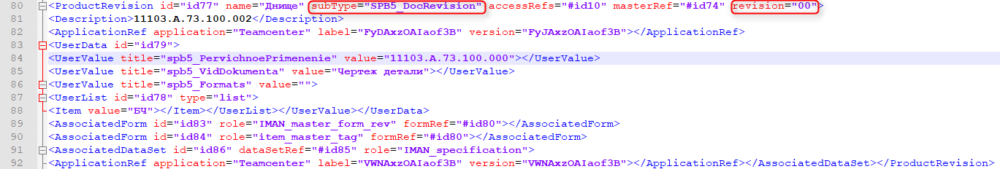 80 <ProductRevision id="id77" name="Днище" subType="SPB5_DocRevision" accessRefs="#id10" masterRef="#id74" revision="00">
81 <Description>11103.А.73.100.002</Description>
82 <ApplicationRef application="Teamcenter" label="FyDAxzOAIaof3B" version="FyJAxzOAIaof3B"></ApplicationRef>
83 <UserData id="id79">
84 <UserValue title="spb5_PervichnoePrimenenie" value="11103.А.73.100.000"></UserValue>
85 <UserValue title="spb5_VidDokumenta" value="Чертеж детали"></UserValue>
86 <UserValue title="spb5_Formats" value="">
87 <UserList id="id78" type="list">
88 <Item value="БЧ"></Item></UserList></UserValue></UserData>
89 <AssociatedForm id="id83" role="IMAN_master_form_rev" formRef="#id80"></AssociatedForm>
90 <AssociatedForm id="id84" role="item_master_tag" formRef="#id80"></AssociatedForm>
91 <AssociatedDataSet id="id86" dataSetRef="#id85" role="IMAN_specification">
92 <ApplicationRef application="Teamcenter" label="VWNAxzOAIaof3B" version="VWNAxzOAIaof3B"></ApplicationRef></AssociatedDataSet></ProductRevision>